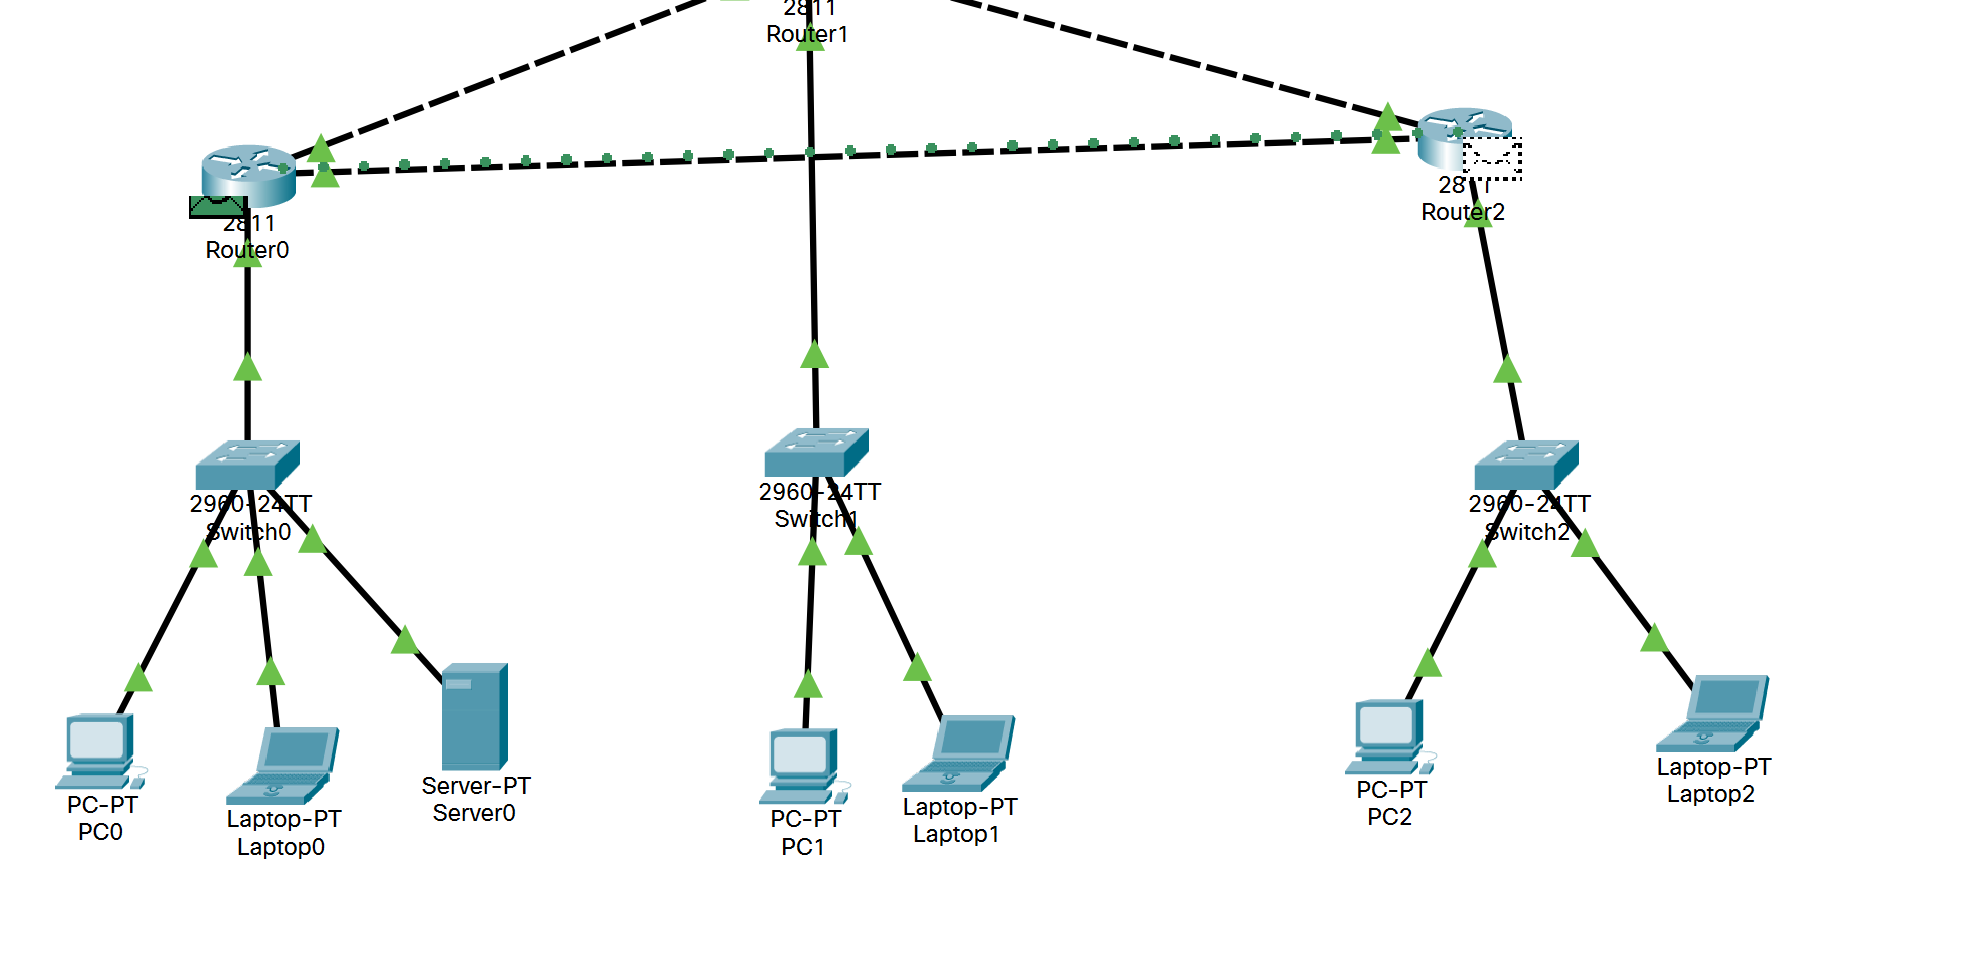 2811
Router1
2811
Router0
Router2
2960-24TT
Switch0
2960-24TT
Switch1
2960-24TT
Switch2
PC-PT
PC0
Laptop-PT
Laptop0
Server-PT
Server0
PC-PT
PC1
Laptop-PT
Laptop1
PC-PT
PC2
Laptop-PT
Laptop2